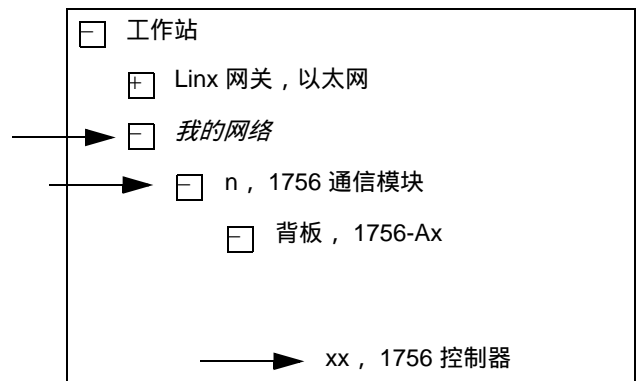 工作站
Linx 网关，以太网
我的网络
n， 1756 通信模块
背板， 1756-Ax
xx， 1756 控制器